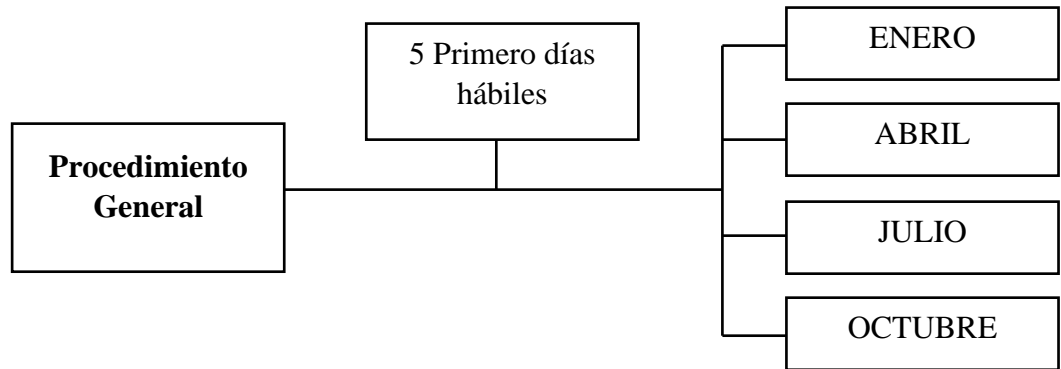 Procedimiento
General
5 Primero días
hábiles
ENERO
ABRIL
JULIO
OCTUBRE